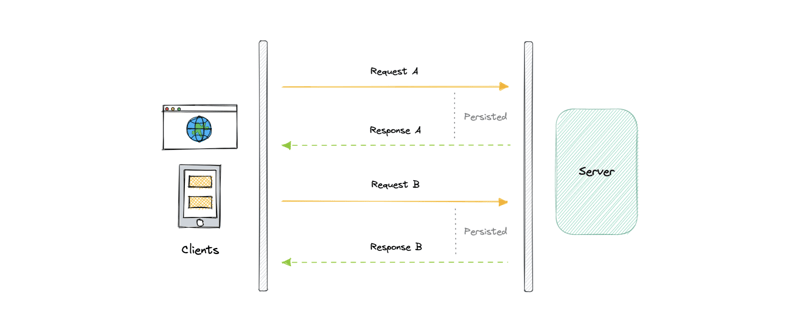 Request A
Persisted
Response A
Request B
Server
Persisted
Response B
Clients